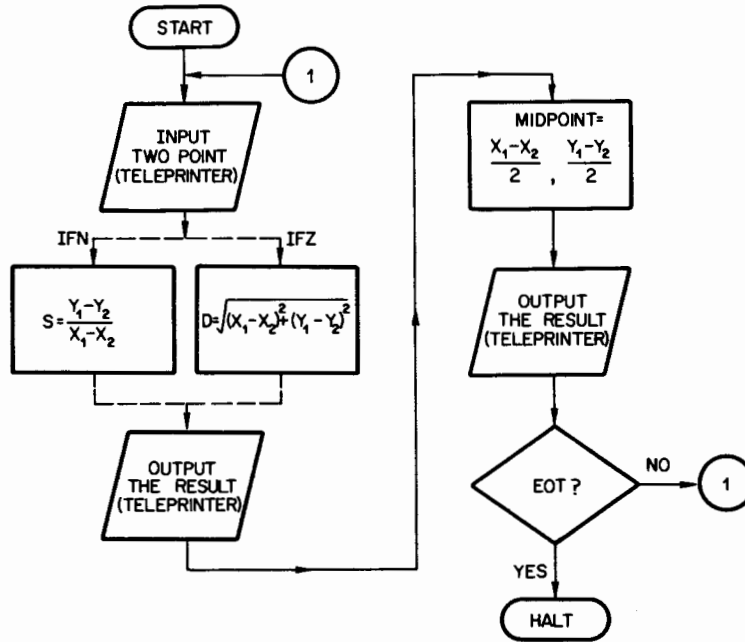 START
1
INPUT
TWO POINT
(TELEPRINTER)
IFN
IFZ
S = Y₁-Y₂ / X₁-X₂
D=√(X₁-X₂)²+(Y₁-Y₂)²
OUTPUT
THE RESULT
(TELEPRINTER)
MIDPOINT=
X₁-X₂ / 2 , Y₁-Y₂ / 2
OUTPUT
THE RESULT
(TELEPRINTER)
EOT ?
NO
1
YES
HALT